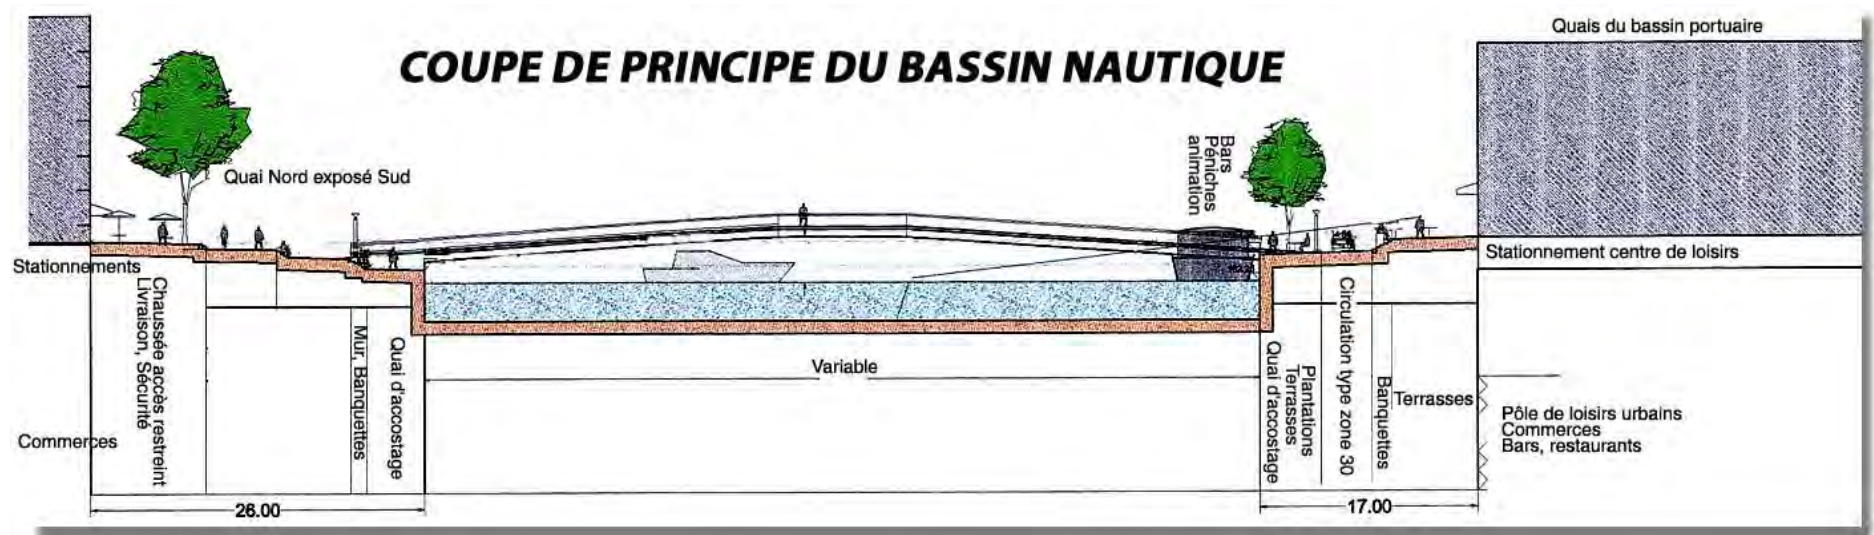 Quais du bassin portuaire
COUPE DE PRINCIPE DU BASSIN NAUTIQUE
Bars
Péniches
animation
Quai Nord exposé Sud
Stationnements
Stationnement centre de loisirs
Chaussée accès restreint
Livraison, Sécurité
Mur, Banquettes
Quai d'accostage
Variable
Plantations
Terrasses
Quai d'accostage
Circulation type zone 30
Banquettes
Terrasses
Commerces
Pôle de loisirs urbains
Commerces
Bars, restaurants
26.00
17.00